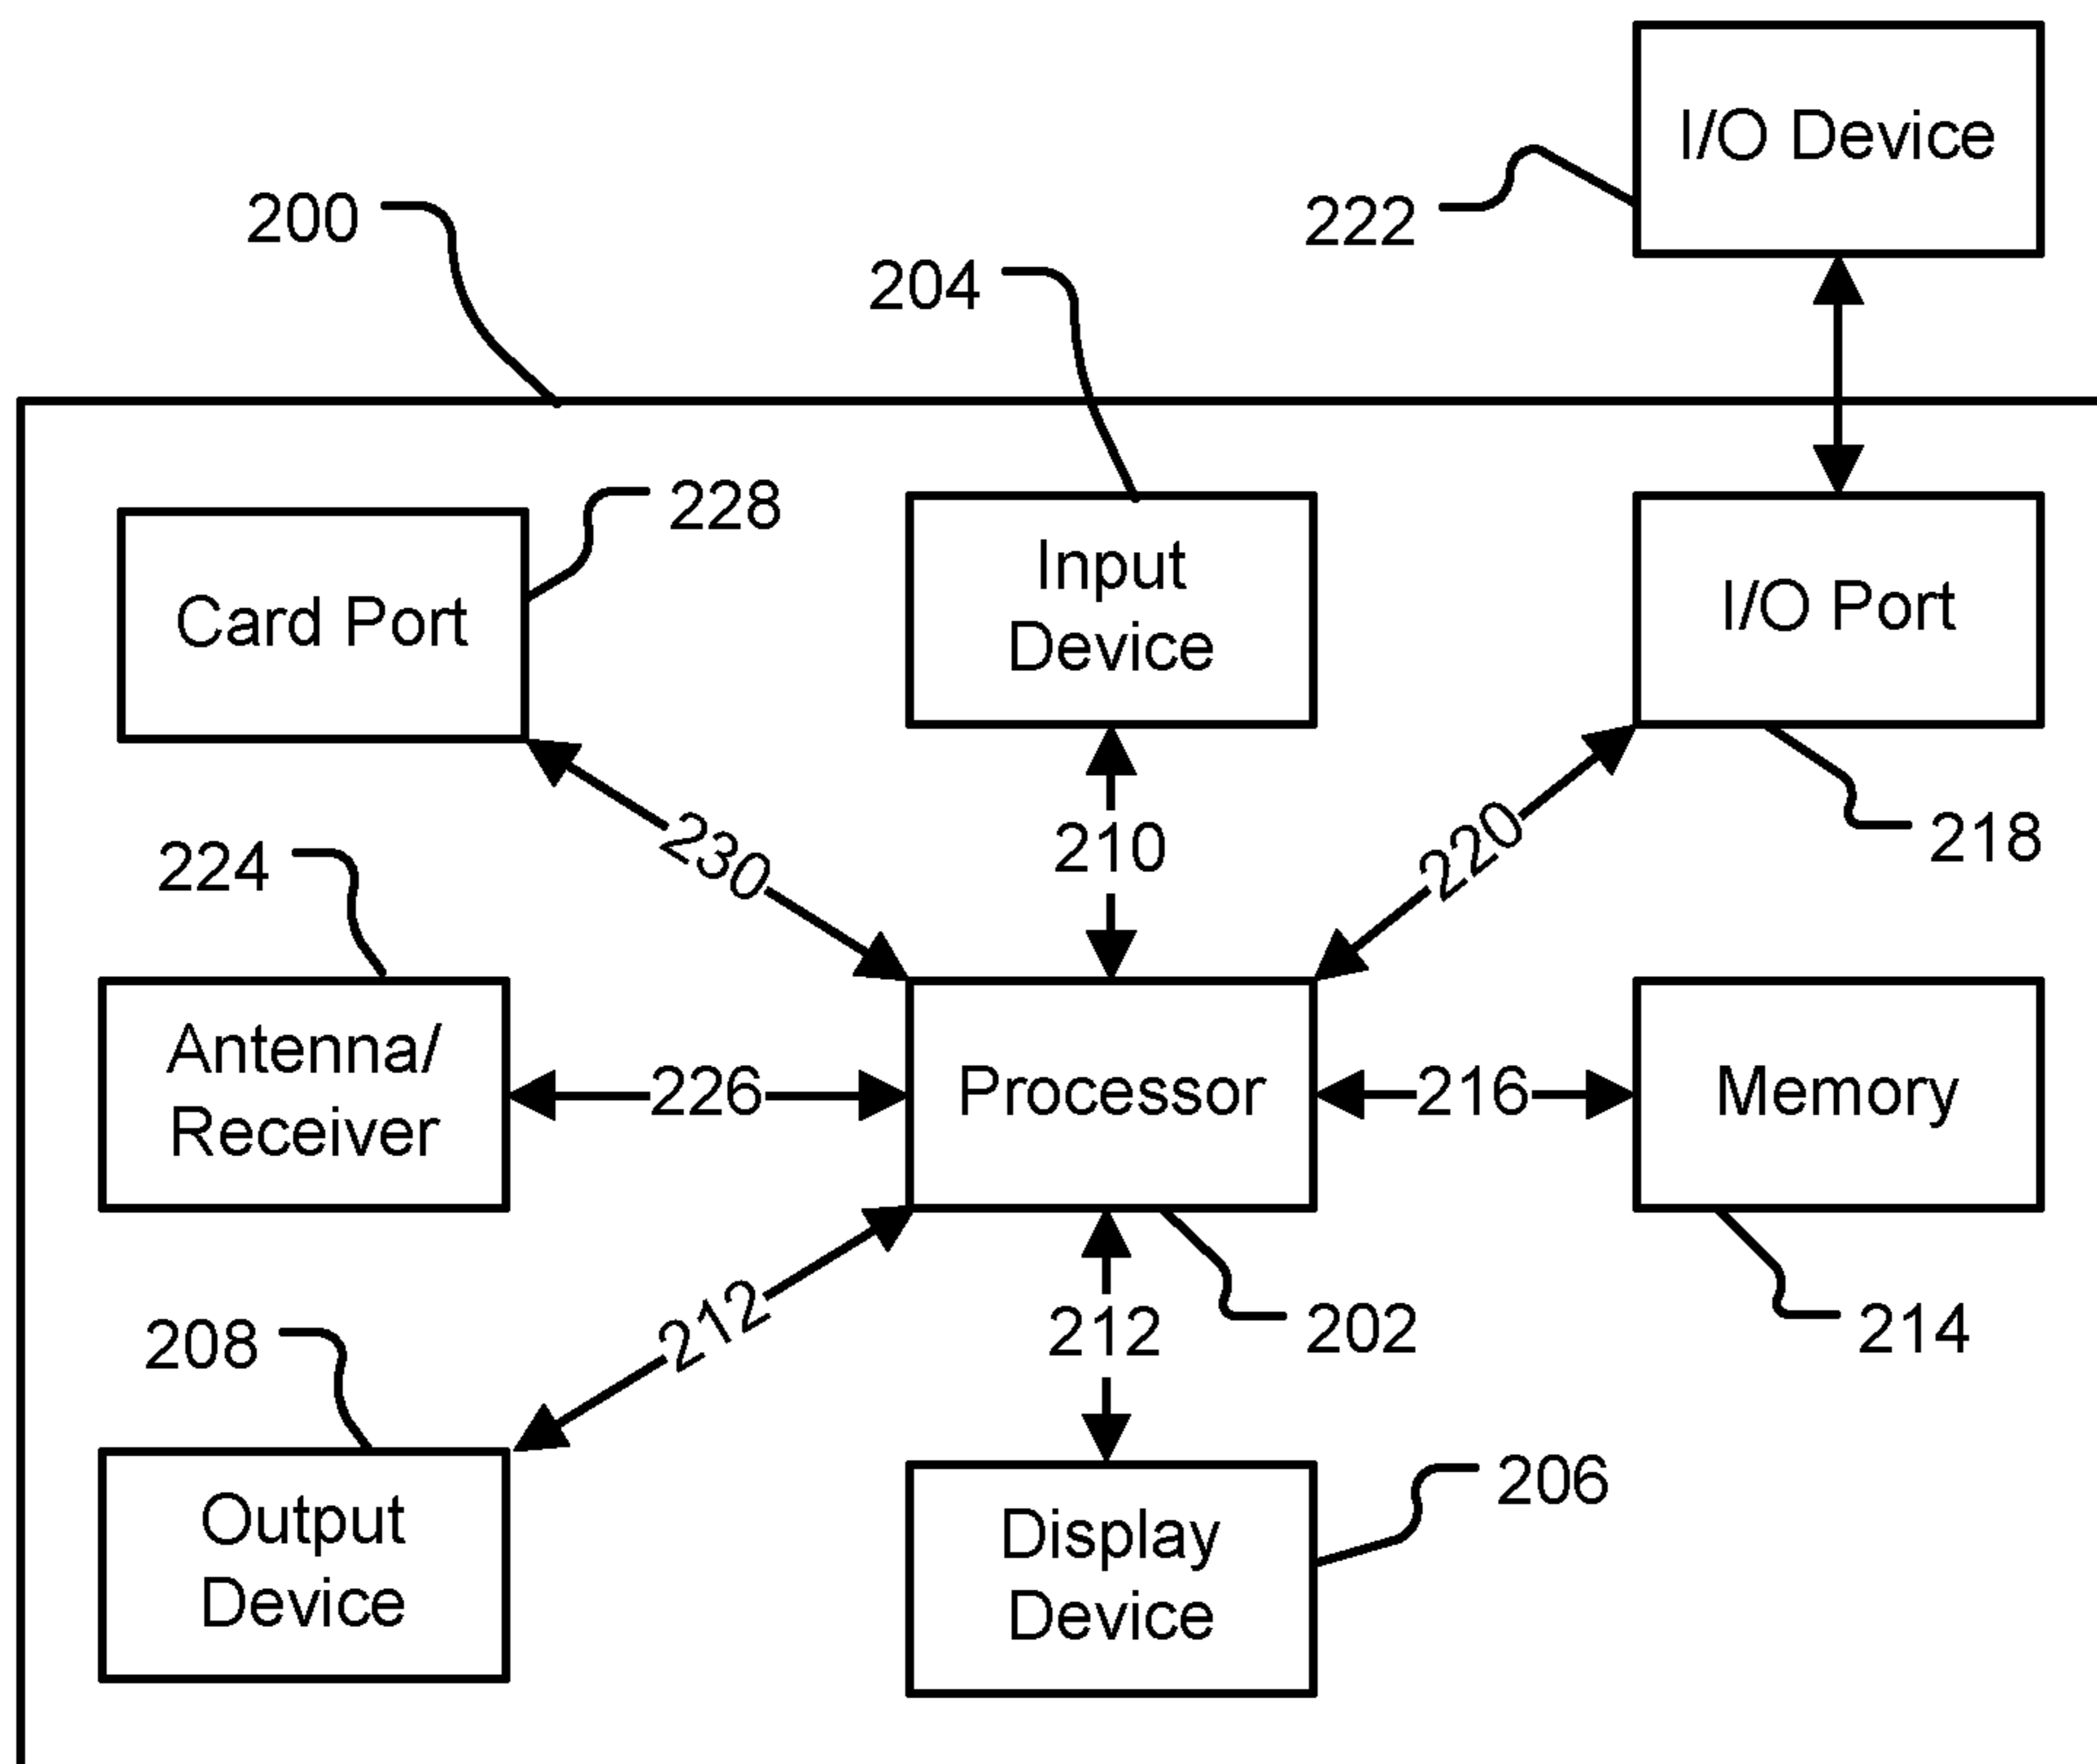 I/O Device
222
200
204
228
Card Port
Input
Device
I/O Port
230
210
220
218
224
Antenna/
Receiver
226
Processor
216
Memory
212
212
202
214
208
Output
Device
Display
Device
206